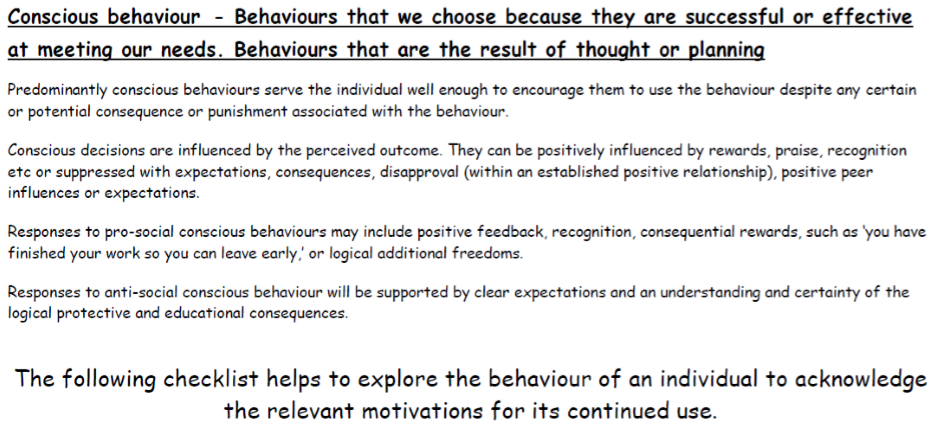 Conscious behaviour - Behaviours that we choose because they are successful or effective
at meeting our needs. Behaviours that are the result of thought or planning
Predominantly conscious behaviours serve the individual well enough to encourage them to use the behaviour despite any certain
or potential consequence or punishment associated with the behaviour.
Conscious decisions are influenced by the perceived outcome. They can be positively influenced by rewards, praise, recognition
etc or suppressed with expectations, consequences, disapproval (within an established positive relationship), positive peer
influences or expectations.
Responses to pro-social conscious behaviours may include positive feedback, recognition, consequential rewards, such as 'you have
finished your work so you can leave early,' or logical additional freedoms.
Responses to anti-social conscious behaviour will be supported by clear expectations and an understanding and certainty of the
logical protective and educational consequences.
The following checklist helps to explore the behaviour of an individual to acknowledge
the relevant motivations for its continued use.